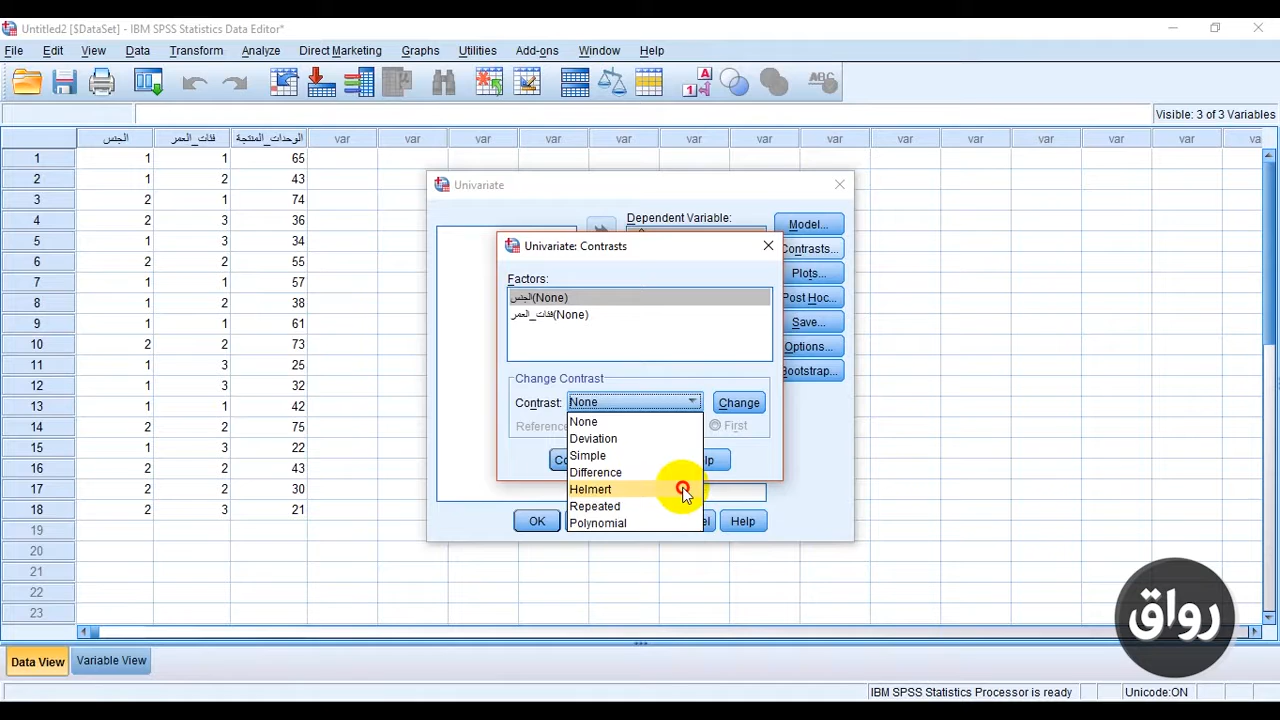 Untitled2 [$DataSet] - IBM SPSS Statistics Data Editor*
File Edit View Data Transform Analyze Direct Marketing Graphs Utilities Add-ons Window Help
Visible: 3 of 3 Variables
الجنس فئات_العمر الوحدات_المنتجة var var var var var var var var var var var var var va
1 1 1 65
2 1 2 43
3 2 1 74
4 2 3 36
5 1 3 34
6 2 2 55
7 1 1 57
8 1 2 38
9 1 1 61
10 2 2 73
11 1 3 25
12 1 3 32
13 1 1 42
14 2 2 75
15 1 3 22
16 2 2 43
17 2 2 30
18 2 3 21
19
20
21
22
23
Univariate
Dependent Variable:
Model...
Contrasts...
Plots...
Post Hoc...
Save...
Options...
Bootstrap...
Univariate: Contrasts
Factors:
الجنس(None)
فئات_العمر(None)
Change Contrast
Contrast: None Change
None
Deviation
Simple
Difference
Helmert
Repeated
Polynomial
Reference First
Co lp
OK el Help
رواق
Data View Variable View
IBM SPSS Statistics Processor is ready Unicode:ON